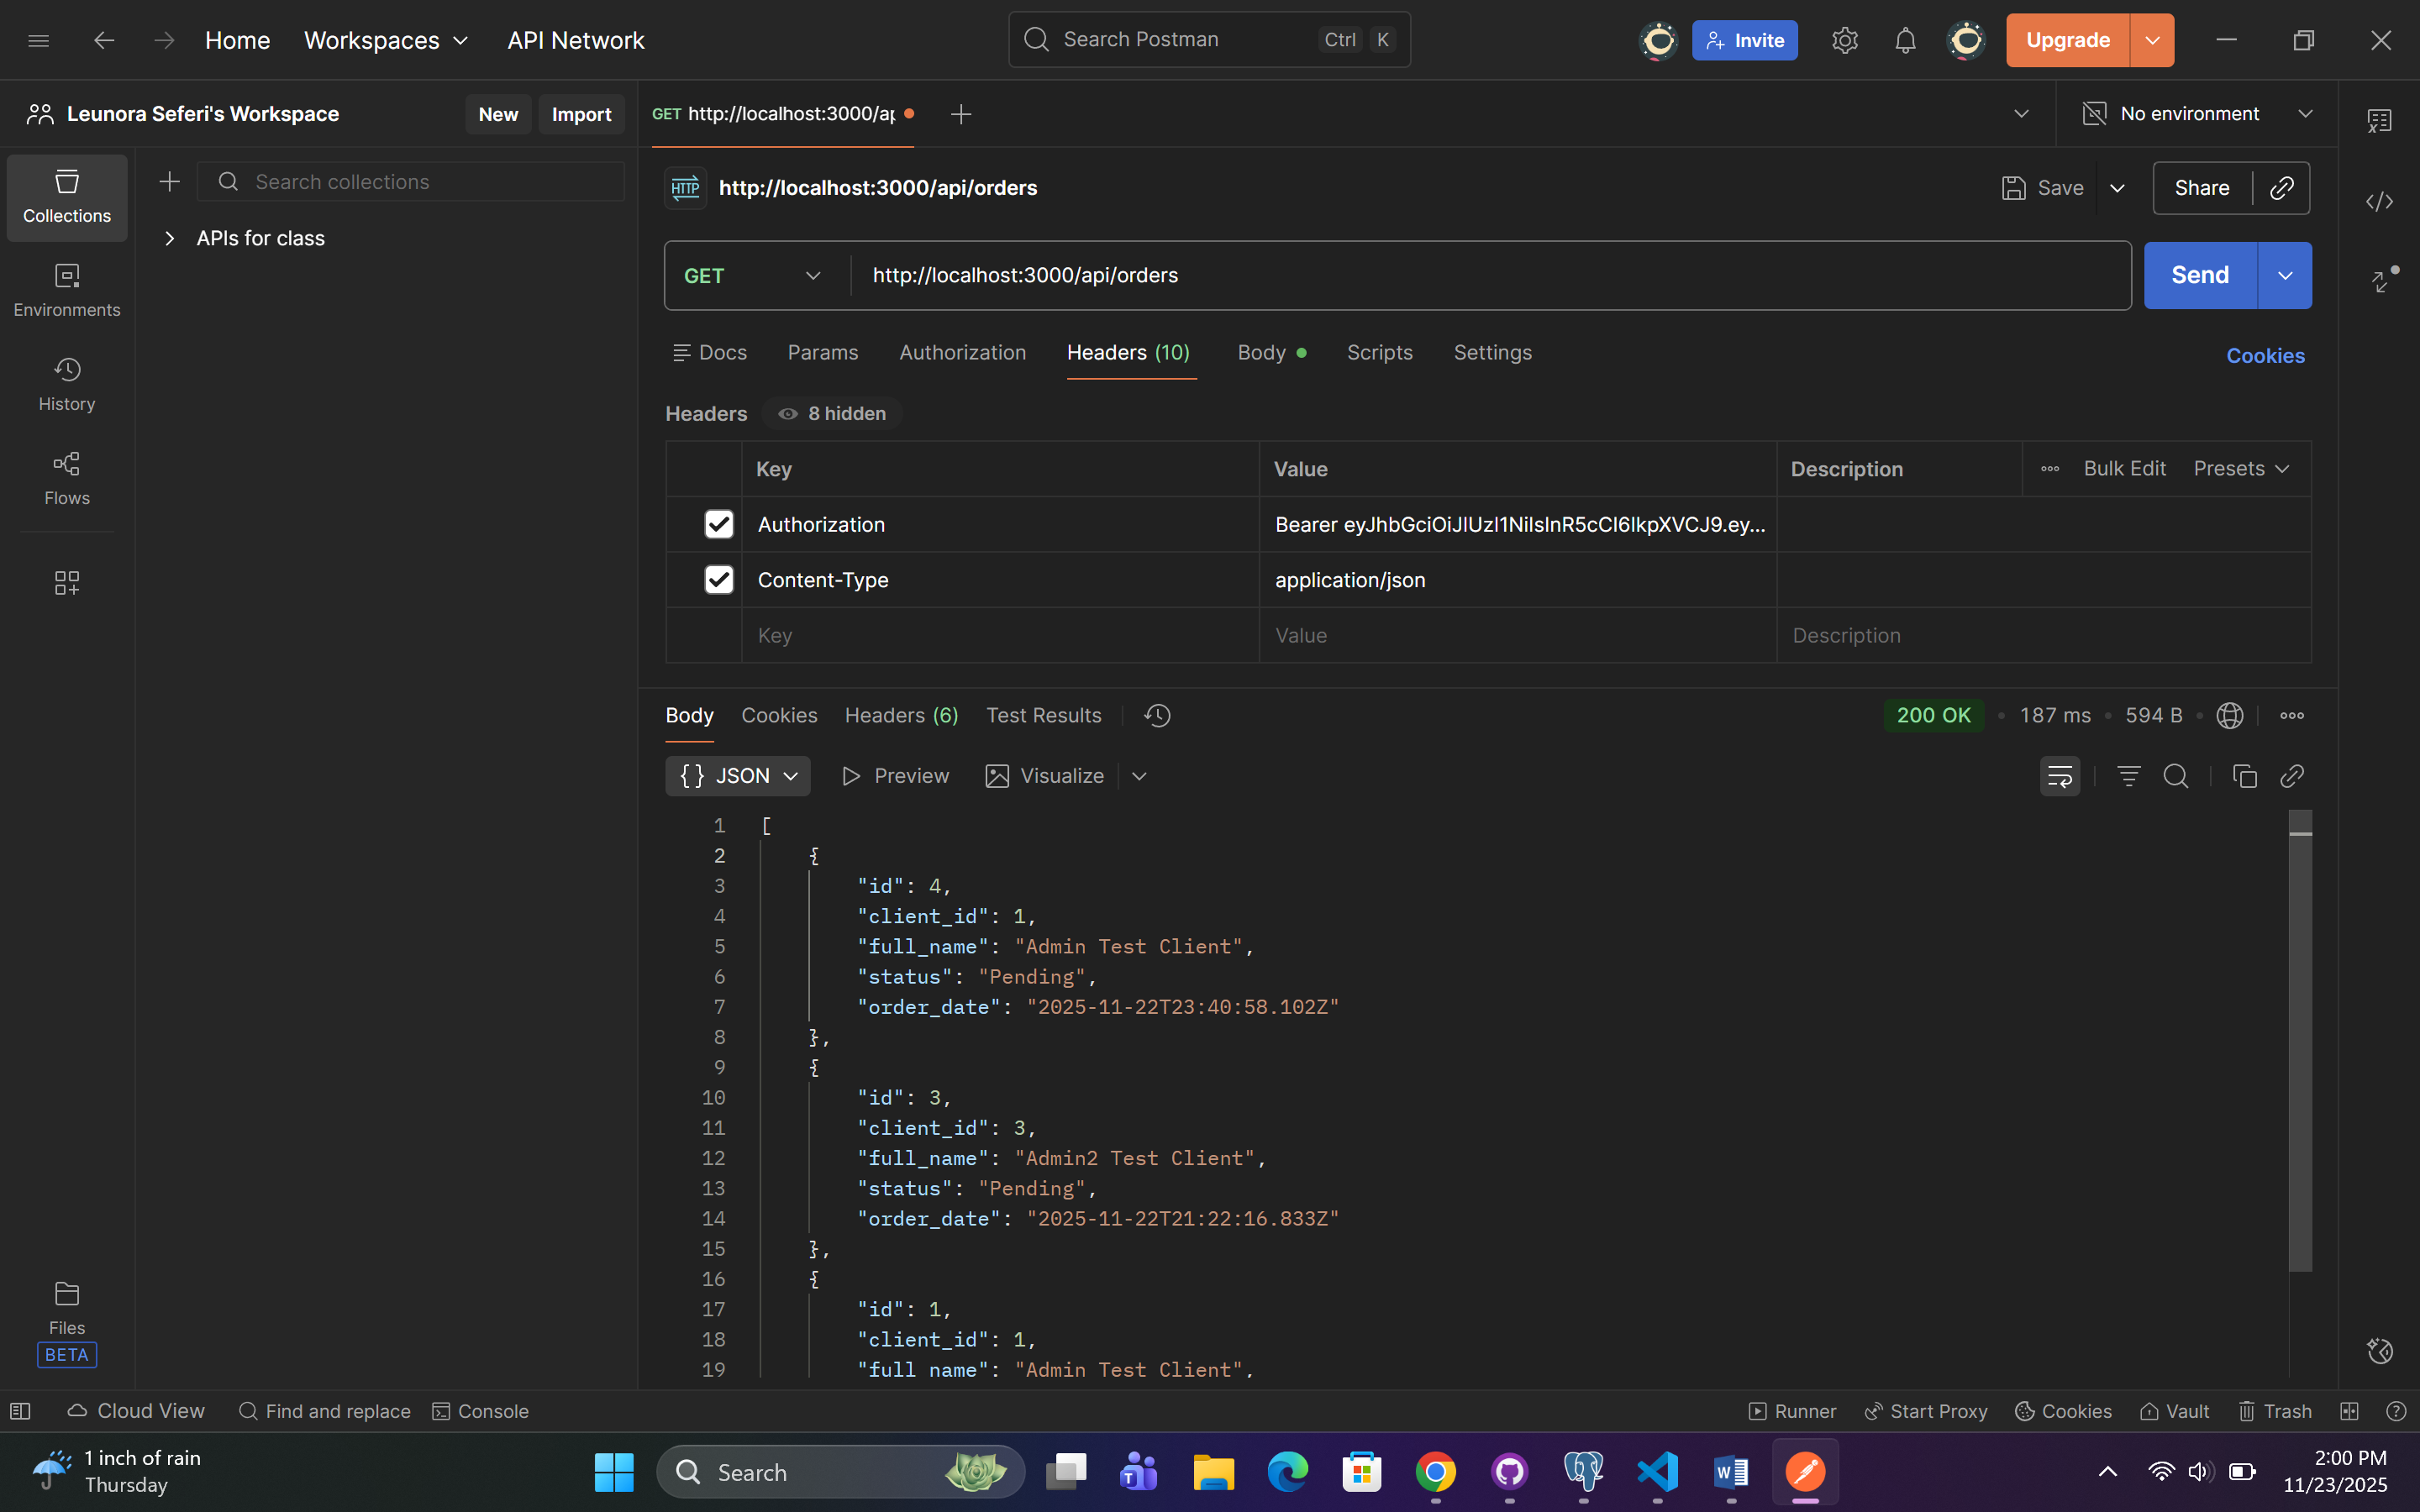 Home Workspaces API Network Search Postman Ctrl K Invite Upgrade
Leunora Seferi's Workspace New Import GET http://localhost:3000/ap No environment
Collections
Search collections
APIs for class
Environments
History
Flows
Files
BETA
HTTP http://localhost:3000/api/orders Save Share
GET http://localhost:3000/api/orders Send
Docs Params Authorization Headers (10) Body Scripts Settings Cookies
Headers 8 hidden
Key Value Description Bulk Edit Presets
Authorization Bearer eyJhbGciOiJIUzI1NiIsInR5cCI6IkpXVCJ9.ey...
Content-Type application/json
Key Value Description
Body Cookies Headers (6) Test Results 200 OK 187 ms 594 B
{} JSON Preview Visualize
1 [
2 {
3 "id": 4,
4 "client_id": 1,
5 "full_name": "Admin Test Client",
6 "status": "Pending",
7 "order_date": "2025-11-22T23:40:58.102Z"
8 },
9 {
10 "id": 3,
11 "client_id": 3,
12 "full_name": "Admin2 Test Client",
13 "status": "Pending",
14 "order_date": "2025-11-22T21:22:16.833Z"
15 },
16 {
17 "id": 1,
18 "client_id": 1,
19 "full_name": "Admin Test Client",
Cloud View Find and replace Console Runner Start Proxy Cookies Vault Trash
1 inch of rain
Thursday
Search
2:00 PM
11/23/2025